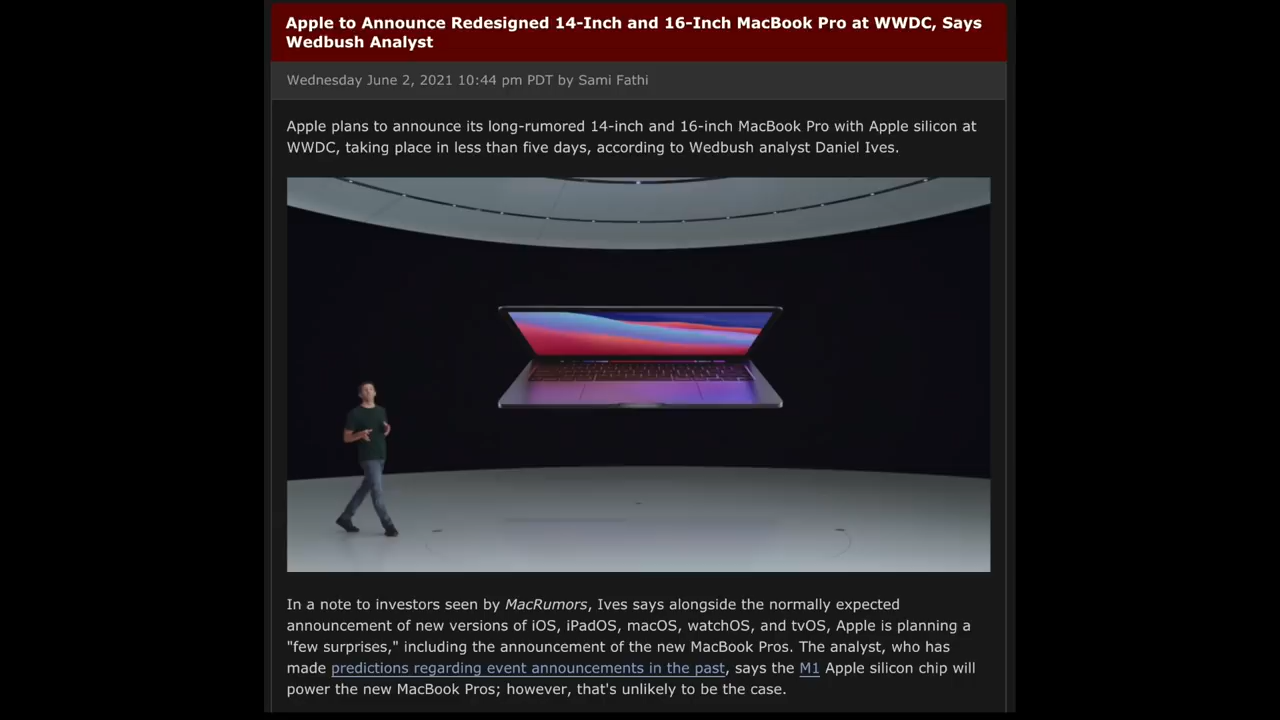 Apple to Announce Redesigned 14-Inch and 16-Inch MacBook Pro at WWDC, Says
Wedbush Analyst
Wednesday June 2, 2021 10:44 pm PDT by Sami Fathi
Apple plans to announce its long-rumored 14-inch and 16-inch MacBook Pro with Apple silicon at
WWDC, taking place in less than five days, according to Wedbush analyst Daniel Ives.
In a note to investors seen by MacRumors, Ives says alongside the normally expected
announcement of new versions of iOS, iPadOS, macOS, watchOS, and tvOS, Apple is planning a
"few surprises," including the announcement of the new MacBook Pros. The analyst, who has
made predictions regarding event announcements in the past, says the M1 Apple silicon chip will
power the new MacBook Pros; however, that's unlikely to be the case.